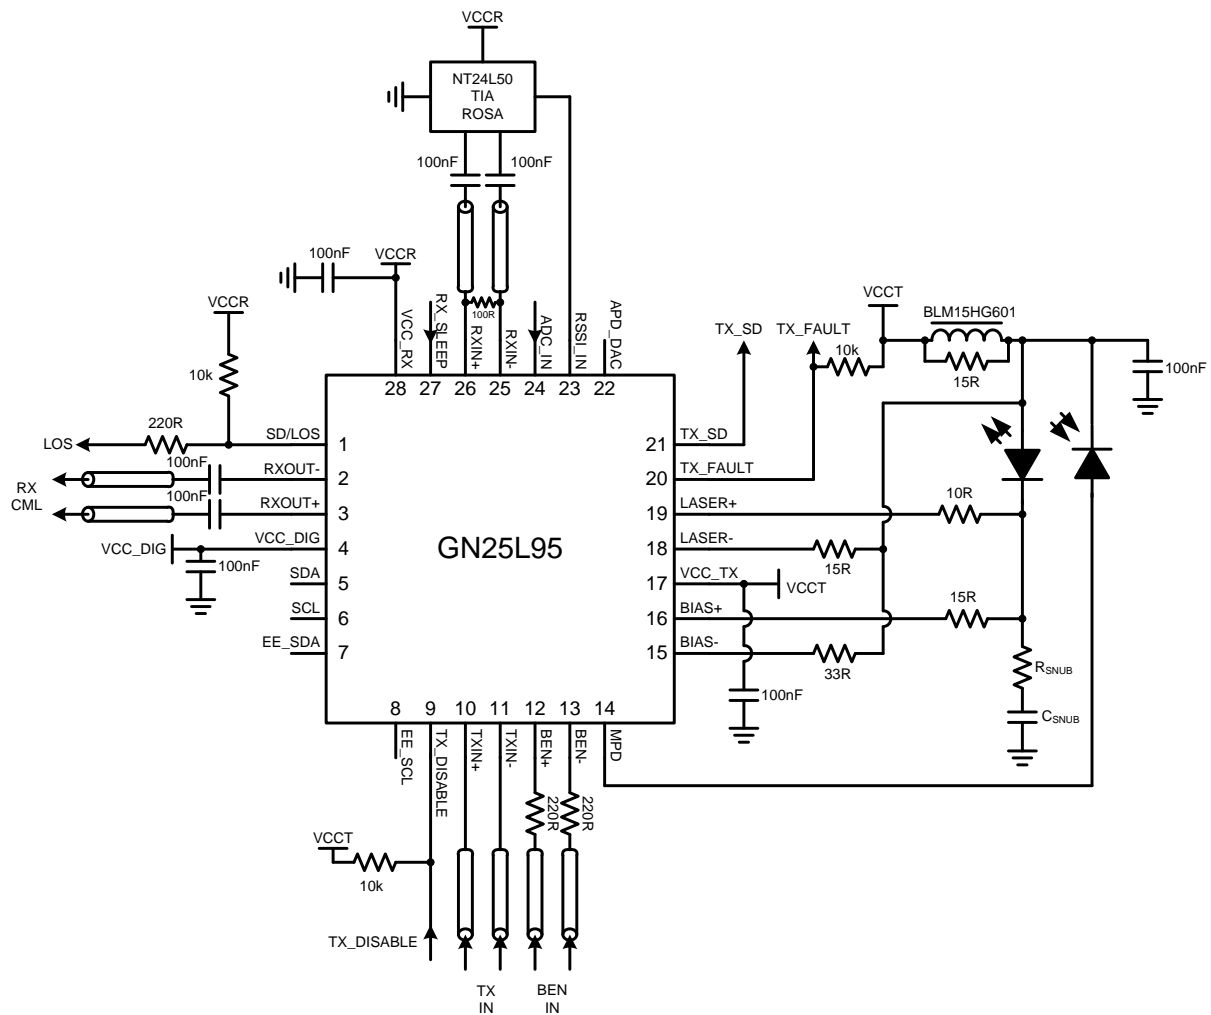 VCCR
NT24L50
TIA
ROSA
100nF
100nF
100nF
VCCR
VCCR
10k
220R
LOS
100nF
100nF
RX
CML
VCC_DIG
100nF
VCC_RX
RX_SLEEP
RXIN+
100R
RXIN-
ADC_IN
RSSI_IN
APD_DAC
28
27
26
25
24
23
22
SD/LOS
1
RXOUT-
2
RXOUT+
3
VCC_DIG
4
SDA
5
SCL
6
EE_SDA
7
GN25L95
21
TX_SD
20
TX_FAULT
19
LASER+
18
LASER-
17
VCC_TX
16
BIAS+
15
BIAS-
TX_SD
TX_FAULT
VCCT
10k
BLM15HG601
15R
100nF
10R
15R
VCCT
15R
33R
100nF
RSNUB
CSNUB
8
9
10
11
12
13
14
EE_SCL
TX_DISABLE
TXIN+
TXIN-
BEN+
BEN-
MPD
220R
220R
VCCT
10k
TX_DISABLE
TX
IN
BEN
IN